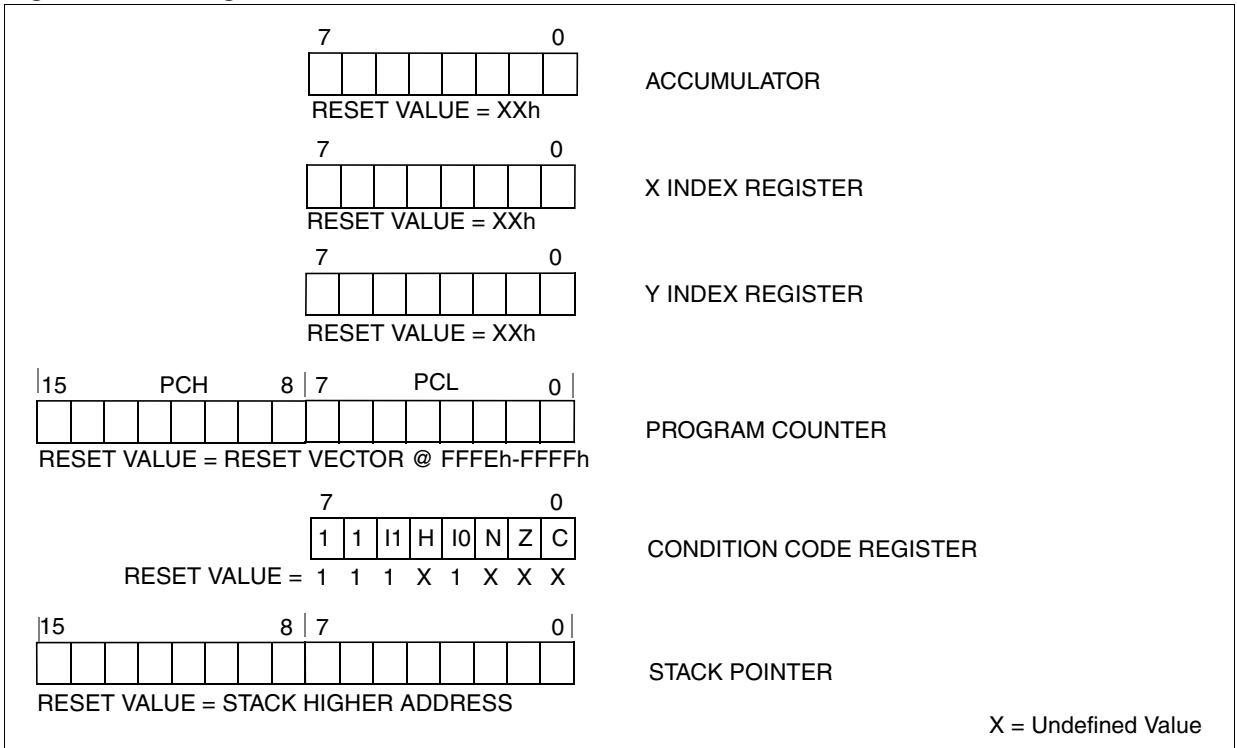 7 0
ACCUMULATOR
RESET VALUE = XXh
7 0
X INDEX REGISTER
RESET VALUE = XXh
7 0
Y INDEX REGISTER
RESET VALUE = XXh
15 PCH 8 7 PCL 0
PROGRAM COUNTER
RESET VALUE = RESET VECTOR @ FFFEh-FFFFh
7 0
1 1 I1 H I0 N Z C
CONDITION CODE REGISTER
RESET VALUE = 1 1 1 X 1 X X X
15 8 7 0
STACK POINTER
RESET VALUE = STACK HIGHER ADDRESS
X = Undefined Value